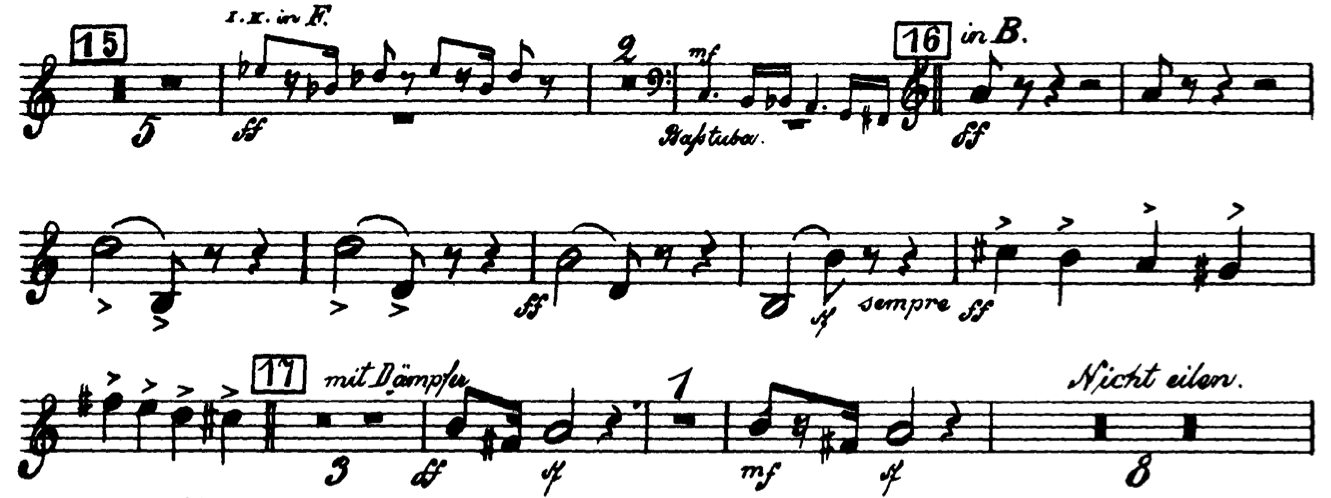 15 I. II. in F. 2 mf 16 in B.
5 ff Baßtuba. ff
ff sf sempre ff
17 mit Dämpfer 1 Nicht eilen.
3 ff sf mf sf 8